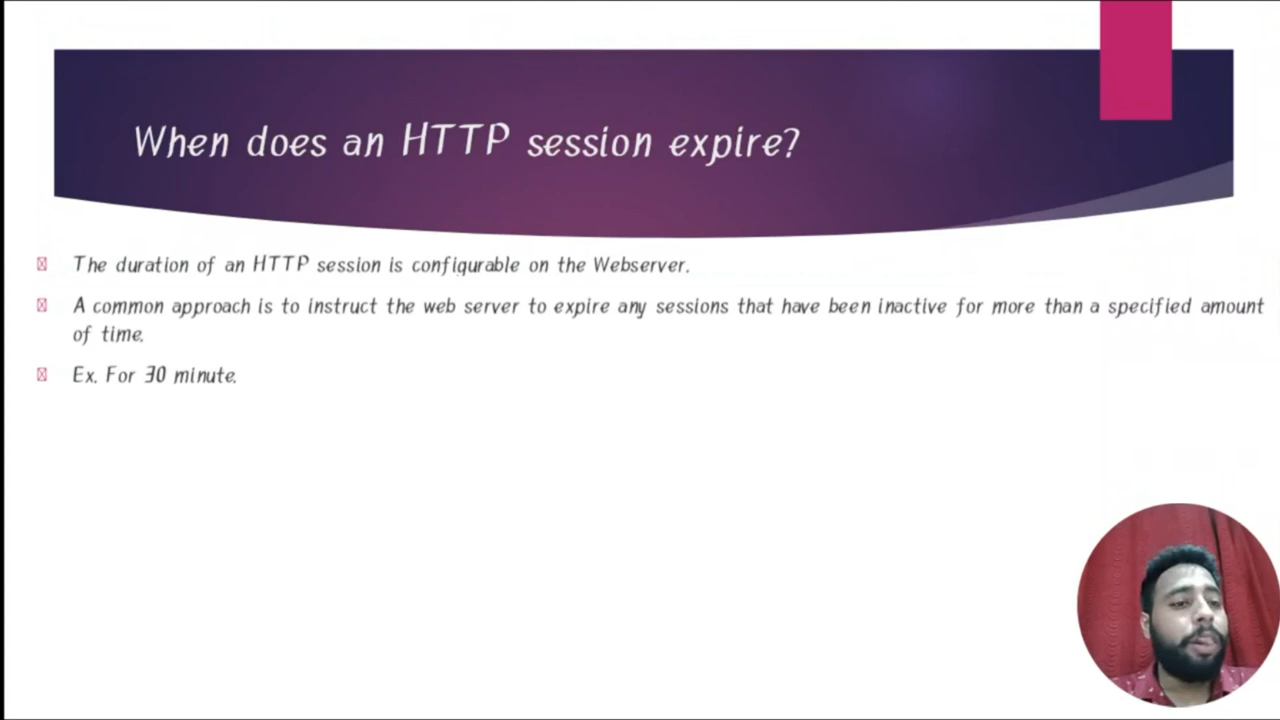 When does an HTTP session expire?
The duration of an HTTP session is configurable on the Webserver.
A common approach is to instruct the web server to expire any sessions that have been inactive for more than a specified amount
of time.
Ex. For 30 minute.